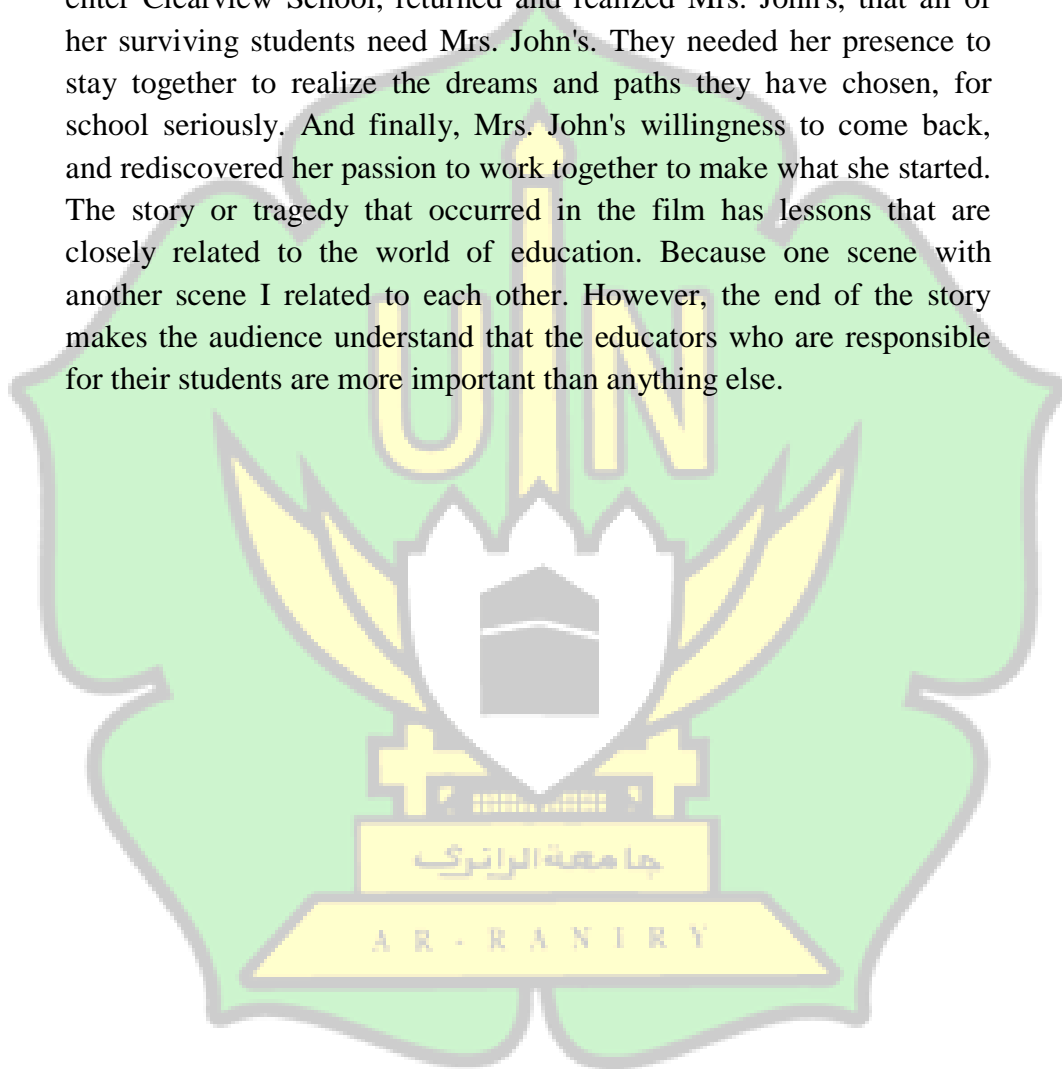 enter Clearview School, returned and realized Mrs. John's, that all of
her surviving students need Mrs. John's. They needed her presence to
stay together to realize the dreams and paths they have chosen, for
school seriously. And finally, Mrs. John's willingness to come back,
and rediscovered her passion to work together to make what she started.
The story or tragedy that occurred in the film has lessons that are
closely related to the world of education. Because one scene with
another scene I related to each other. However, the end of the story
makes the audience understand that the educators who are responsible
for their students are more important than anything else.
UIN
جامعة الرانري
AR-RANIRY